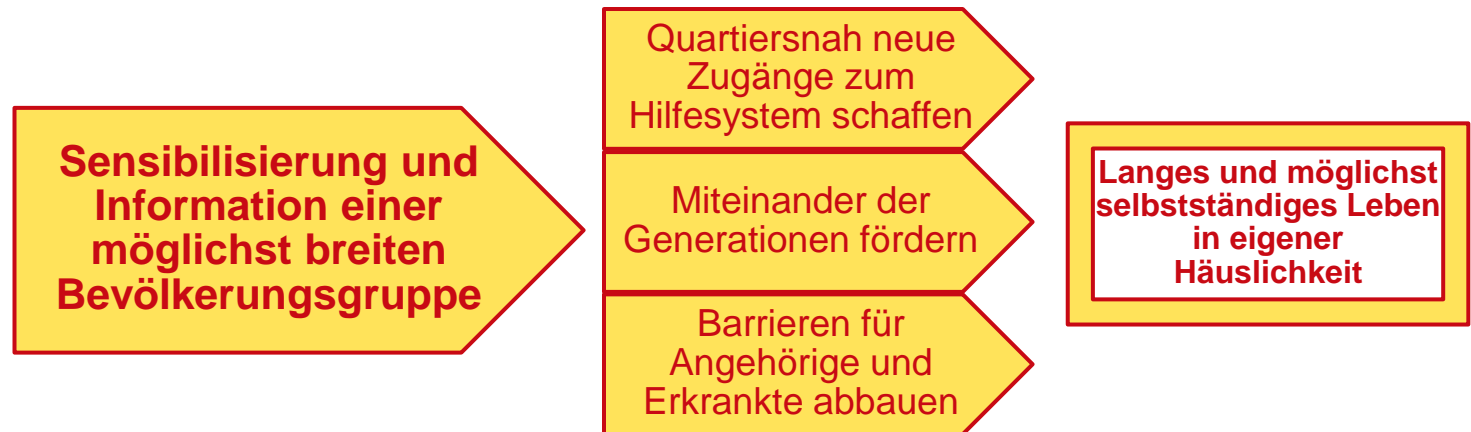 Sensibilisierung und
Information einer
möglichst breiten
Bevölkerungsgruppe
Quartiersnah neue
Zugänge zum
Hilfesystem schaffen
Miteinander der
Generationen fördern
Barrieren für
Angehörige und
Erkrankte abbauen
Langes und möglichst
selbstständiges Leben
in eigener
Häuslichkeit